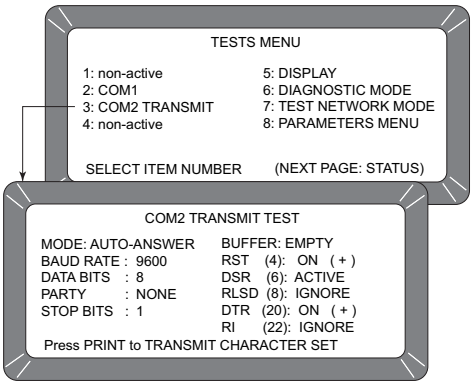 TESTS MENU
1: non-active 5: DISPLAY
2: COM1 6: DIAGNOSTIC MODE
3: COM2 TRANSMIT 7: TEST NETWORK MODE
4: non-active 8: PARAMETERS MENU
SELECT ITEM NUMBER (NEXT PAGE: STATUS)
COM2 TRANSMIT TEST
MODE: AUTO-ANSWER BUFFER: EMPTY
BAUD RATE : 9600 RST (4): ON ( + )
DATA BITS : 8 DSR (6): ACTIVE
PARTY : NONE RLSD (8): IGNORE
STOP BITS : 1 DTR (20): ON ( + )
RI (22): IGNORE
Press PRINT to TRANSMIT CHARACTER SET